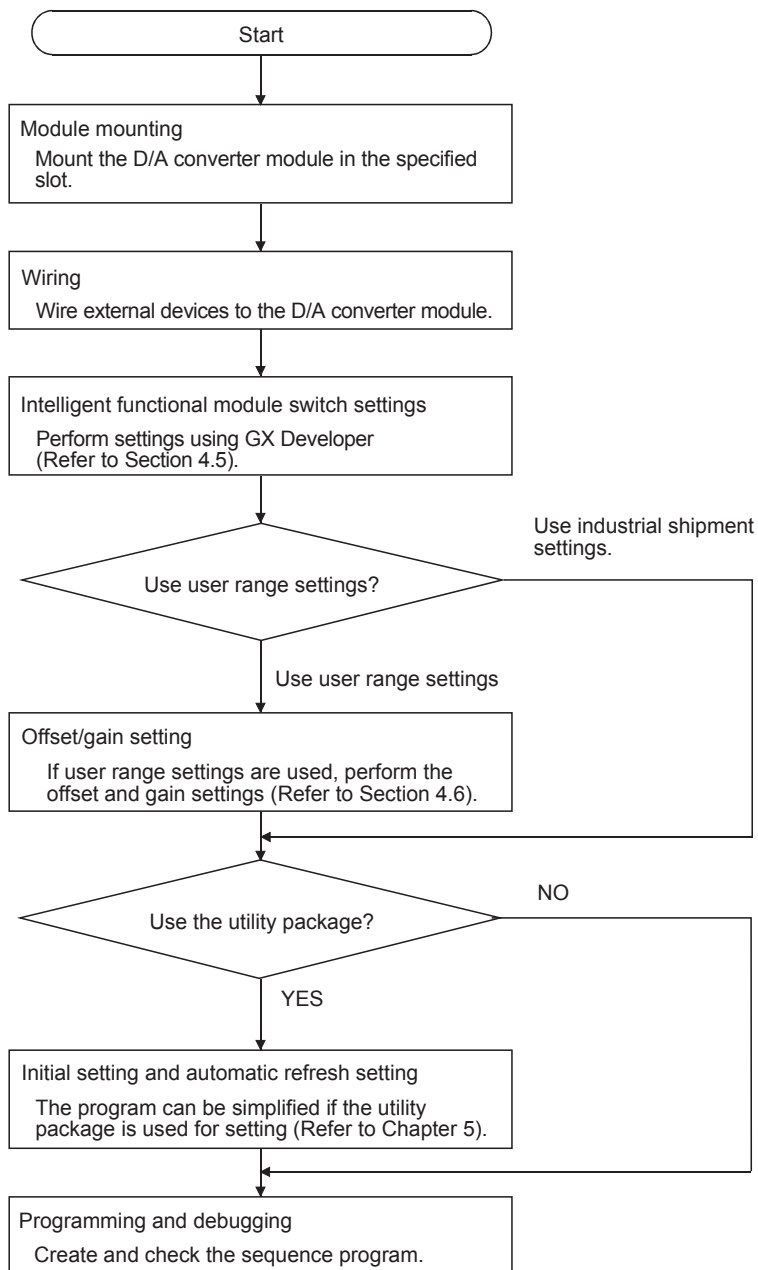 Start
Module mounting
Mount the D/A converter module in the specified
slot.
Wiring
Wire external devices to the D/A converter module.
Intelligent functional module switch settings
Perform settings using GX Developer
(Refer to Section 4.5).
Use industrial shipment
settings.
Use user range settings?
Use user range settings
Offset/gain setting
If user range settings are used, perform the
offset and gain settings (Refer to Section 4.6).
NO
Use the utility package?
YES
Initial setting and automatic refresh setting
The program can be simplified if the utility
package is used for setting (Refer to Chapter 5).
Programming and debugging
Create and check the sequence program.